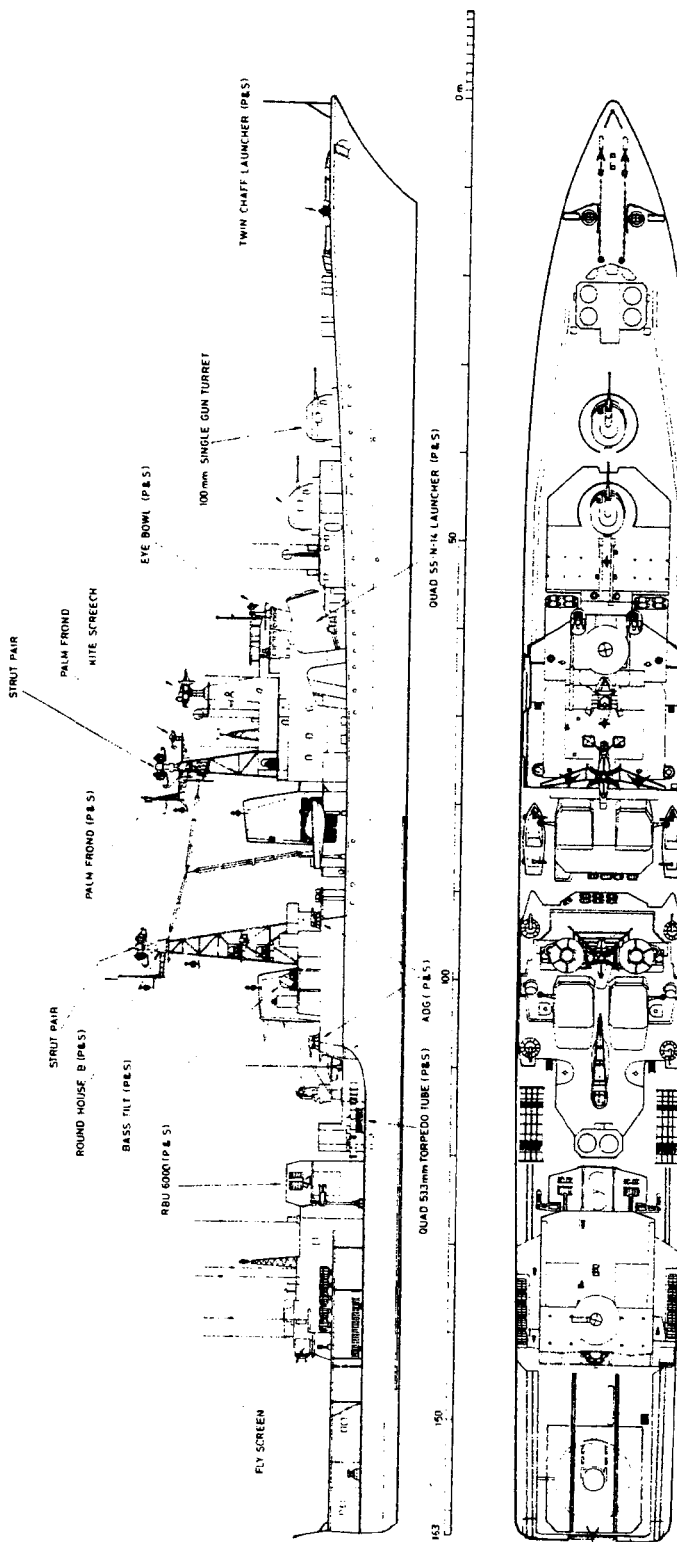 STRUT PAIR
PALM FROND
KITE SCREECH
EYE BOWL (P & S)
100mm SINGLE GUN TURRET
TWIN CHAFF LAUNCHER (P & S)
PALM FROND (P & S)
STRUT PAIR
ROUND HOUSE B (P & S)
BASS TILT (P & S)
RBU 6000 (P & S)
FLY SCREEN
QUAD SS-N-14 LAUNCHER (P & S)
ADG (P & S)
QUAD 533mm TORPEDO TUBE (P & S)
0m
50
100
150
163